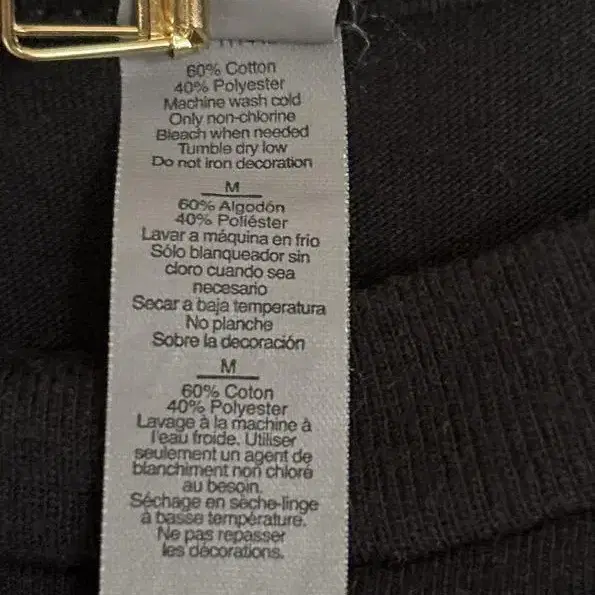 60% Cotton
40% Polyester
Machine wash cold
Only non-chlorine
Bleach when needed
Tumble dry low
Do not iron decoration
M
60% Algodón
40% Poliéster
Lavar a máquina en frio
Sólo blanqueador sin
cloro cuando sea
necesario
Secar a baja temperatura
No planche
Sobre la decoración
M
60% Coton
40% Polyester
Lavage à la machine à
l'eau froide. Utiliser
seulement un agent de
blanchiment non chloré
au besoin.
Séchage en sèche-linge
à basse température.
Ne pas repasser
les décorations.